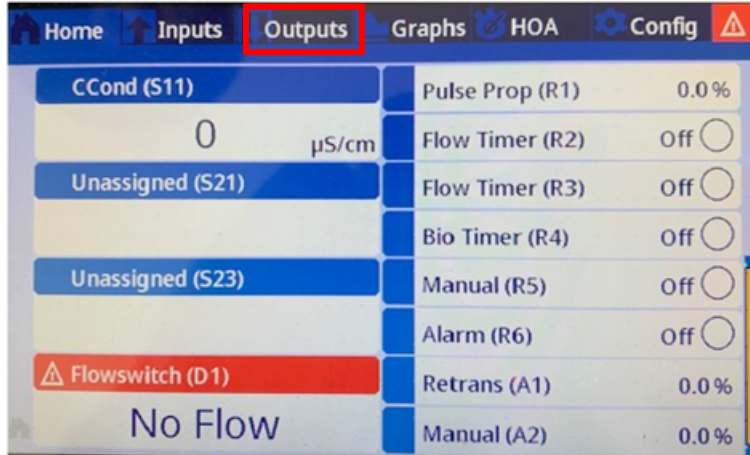 Home Inputs Outputs Graphs HOA Config
CCond (S11)
0 µS/cm
Unassigned (S21)
Unassigned (S23)
Flowswitch (D1)
No Flow
Pulse Prop (R1) 0.0 %
Flow Timer (R2) Off
Flow Timer (R3) Off
Bio Timer (R4) Off
Manual (R5) Off
Alarm (R6) Off
Retrans (A1) 0.0 %
Manual (A2) 0.0 %